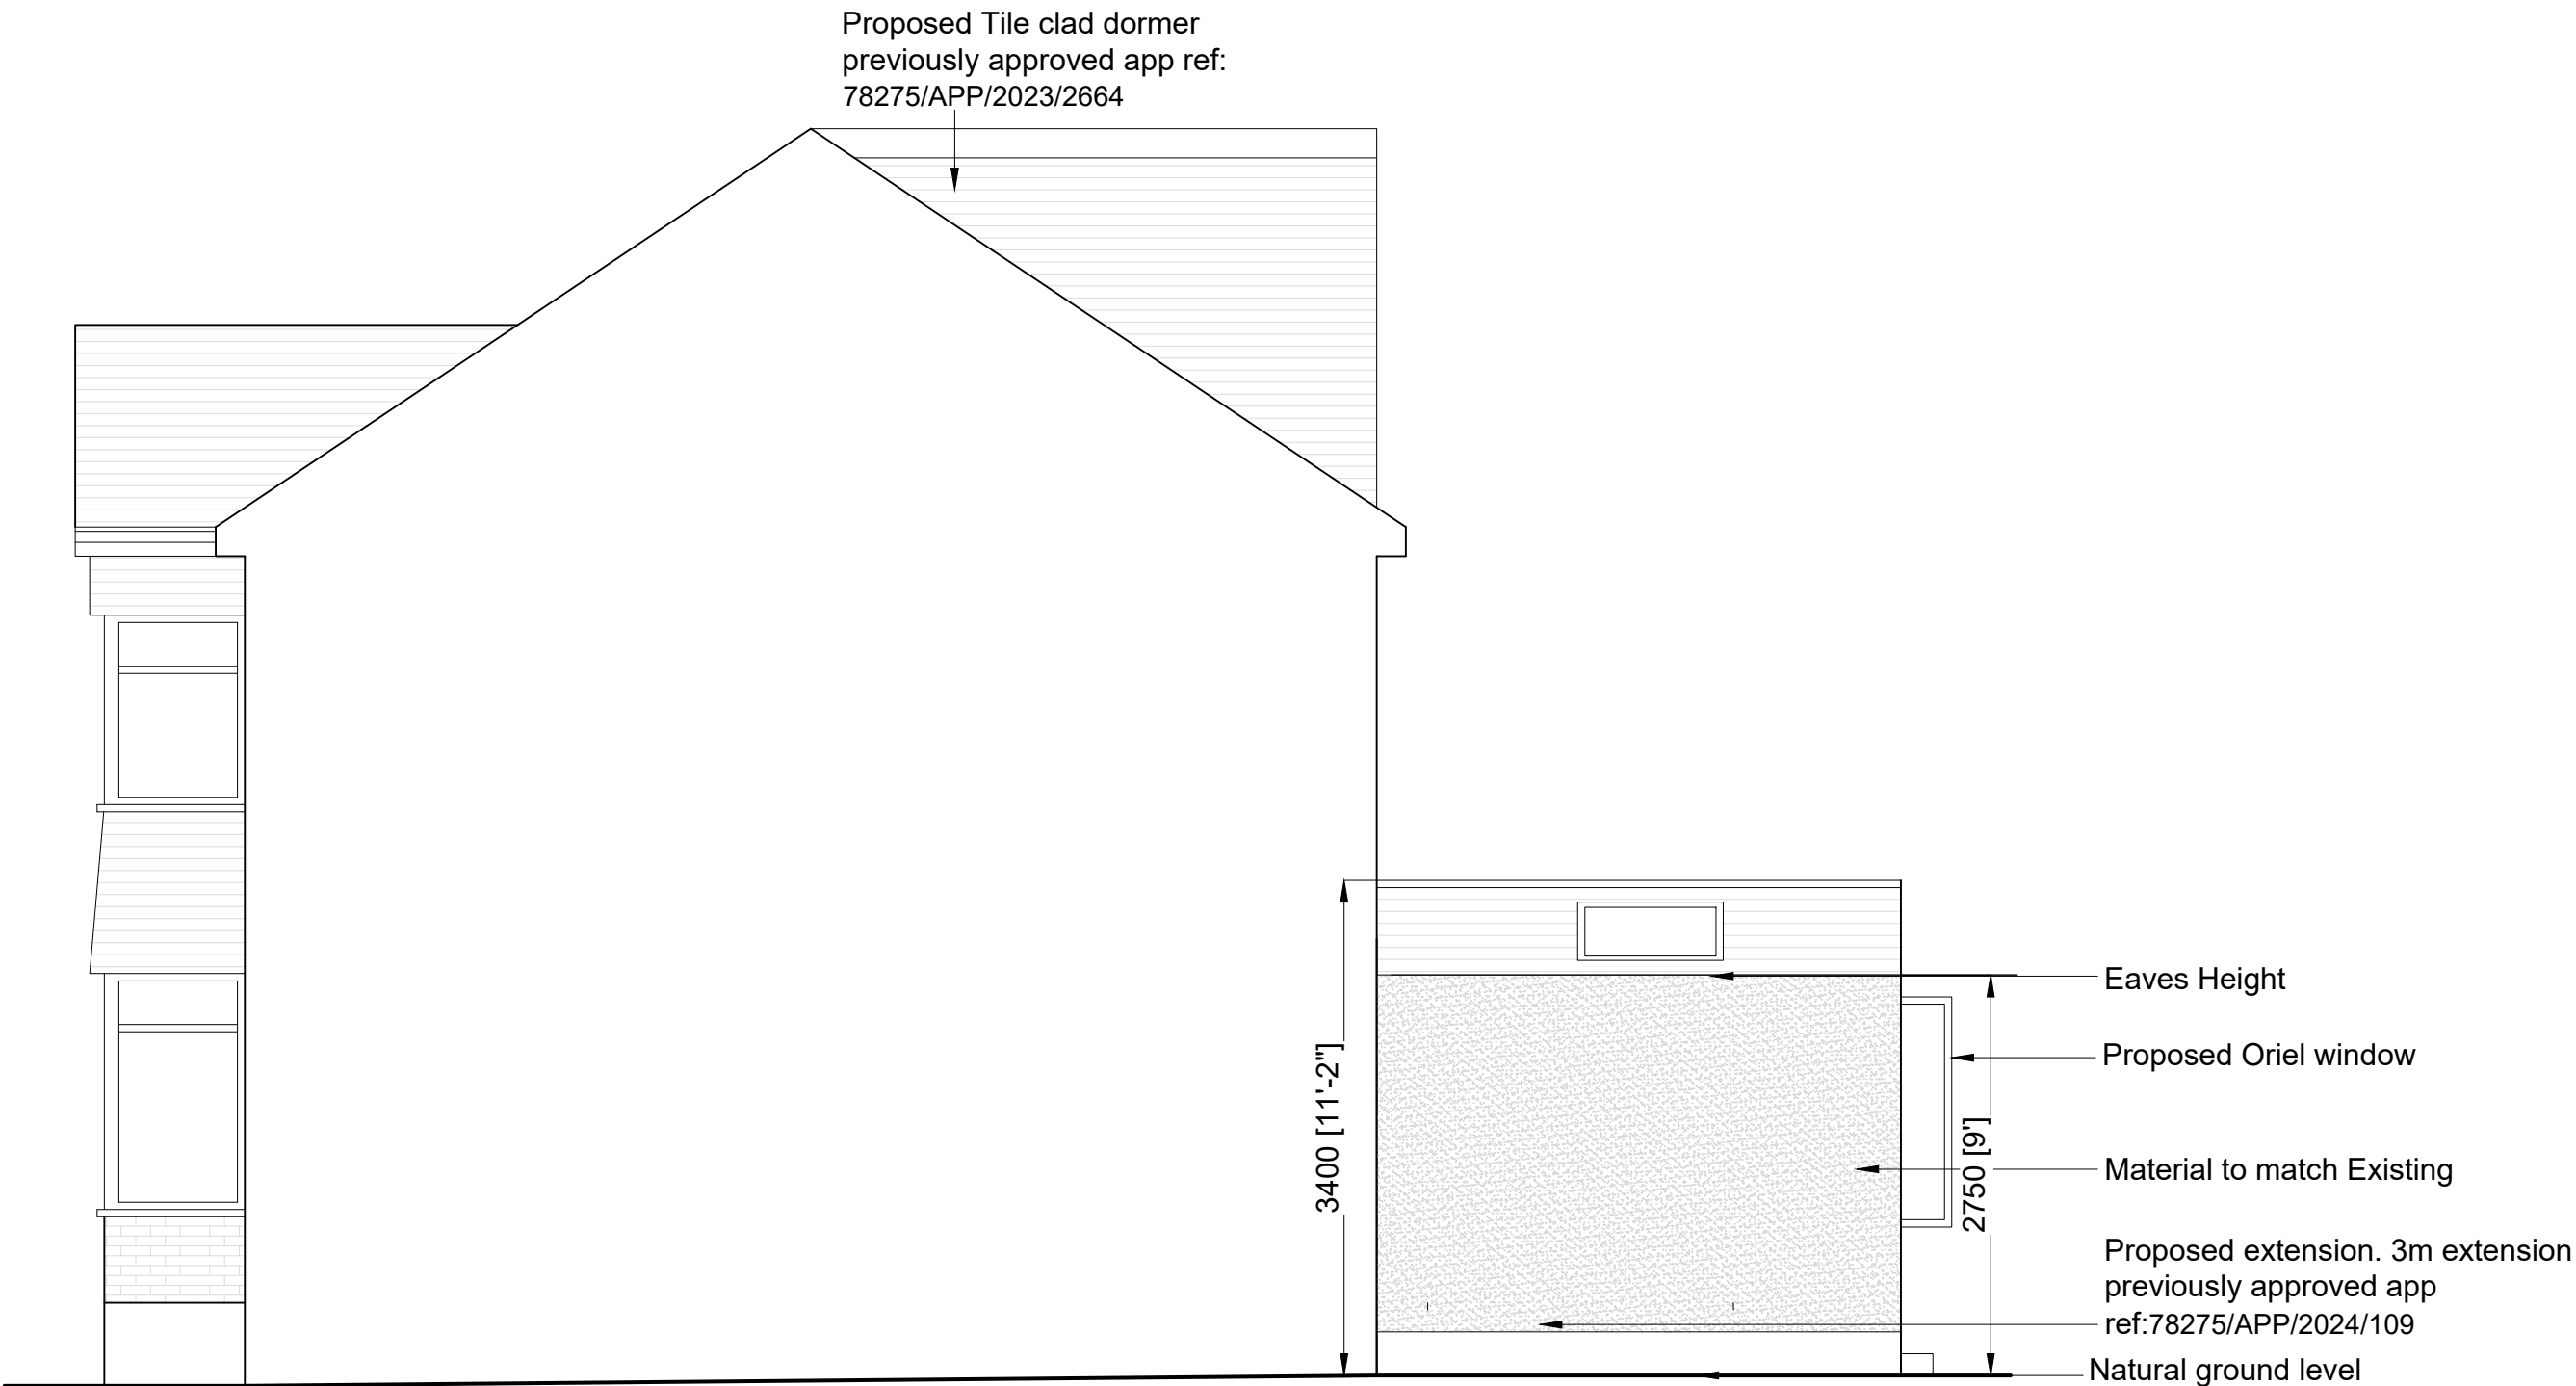 Proposed Tile clad dormer
previously approved app ref:
78275/APP/2023/2664
3400 [11'-2"]
2750 [9']
Eaves Height
Proposed Oriel window
Material to match Existing
Proposed extension. 3m extension
previously approved app
ref:78275/APP/2024/109
Natural ground level